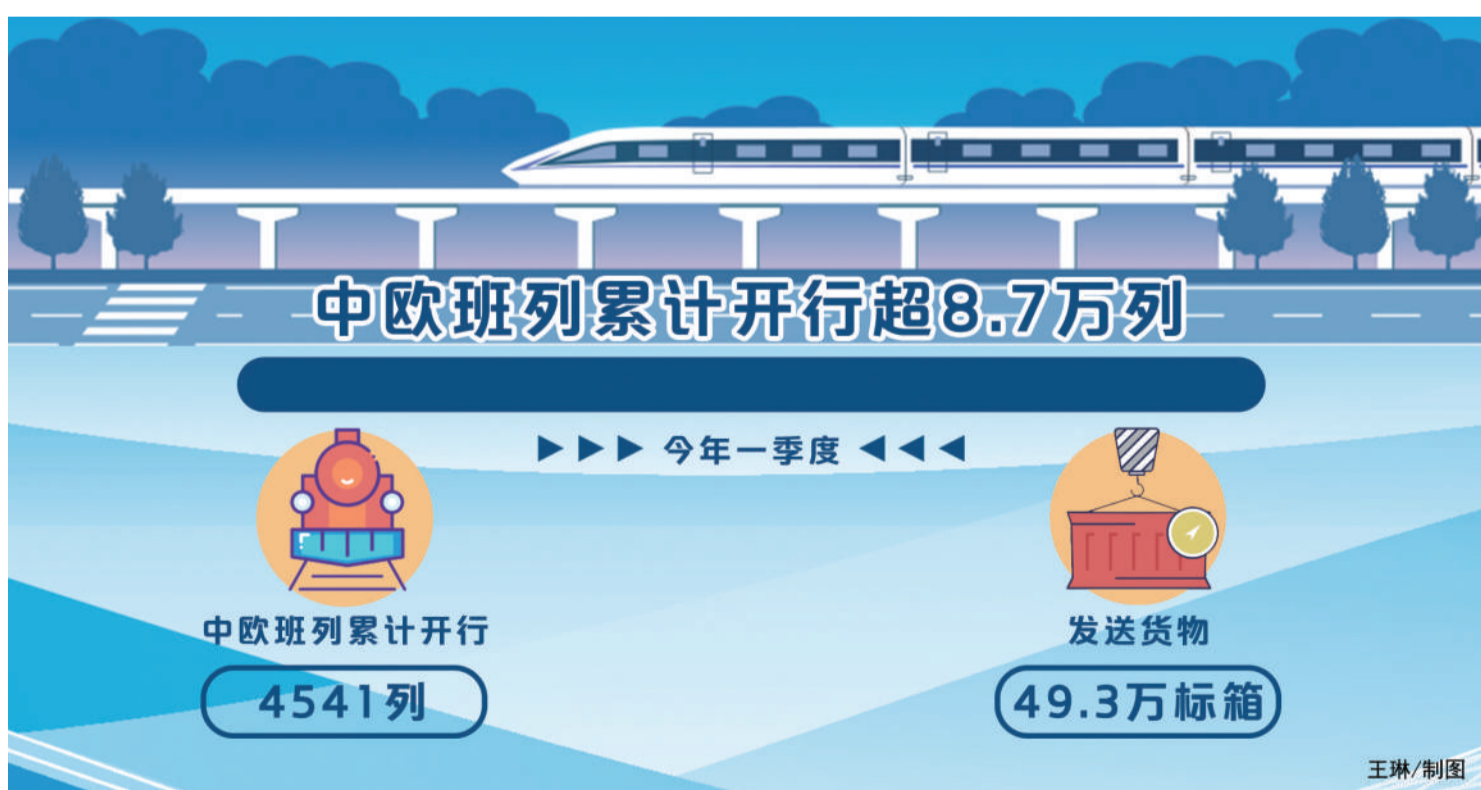 中欧班列累计开行超8.7万列
▶▶▶ 今年一季度 ◀◀◀
中欧班列累计开行
4541列
发送货物
49.3万标箱
王琳/制图